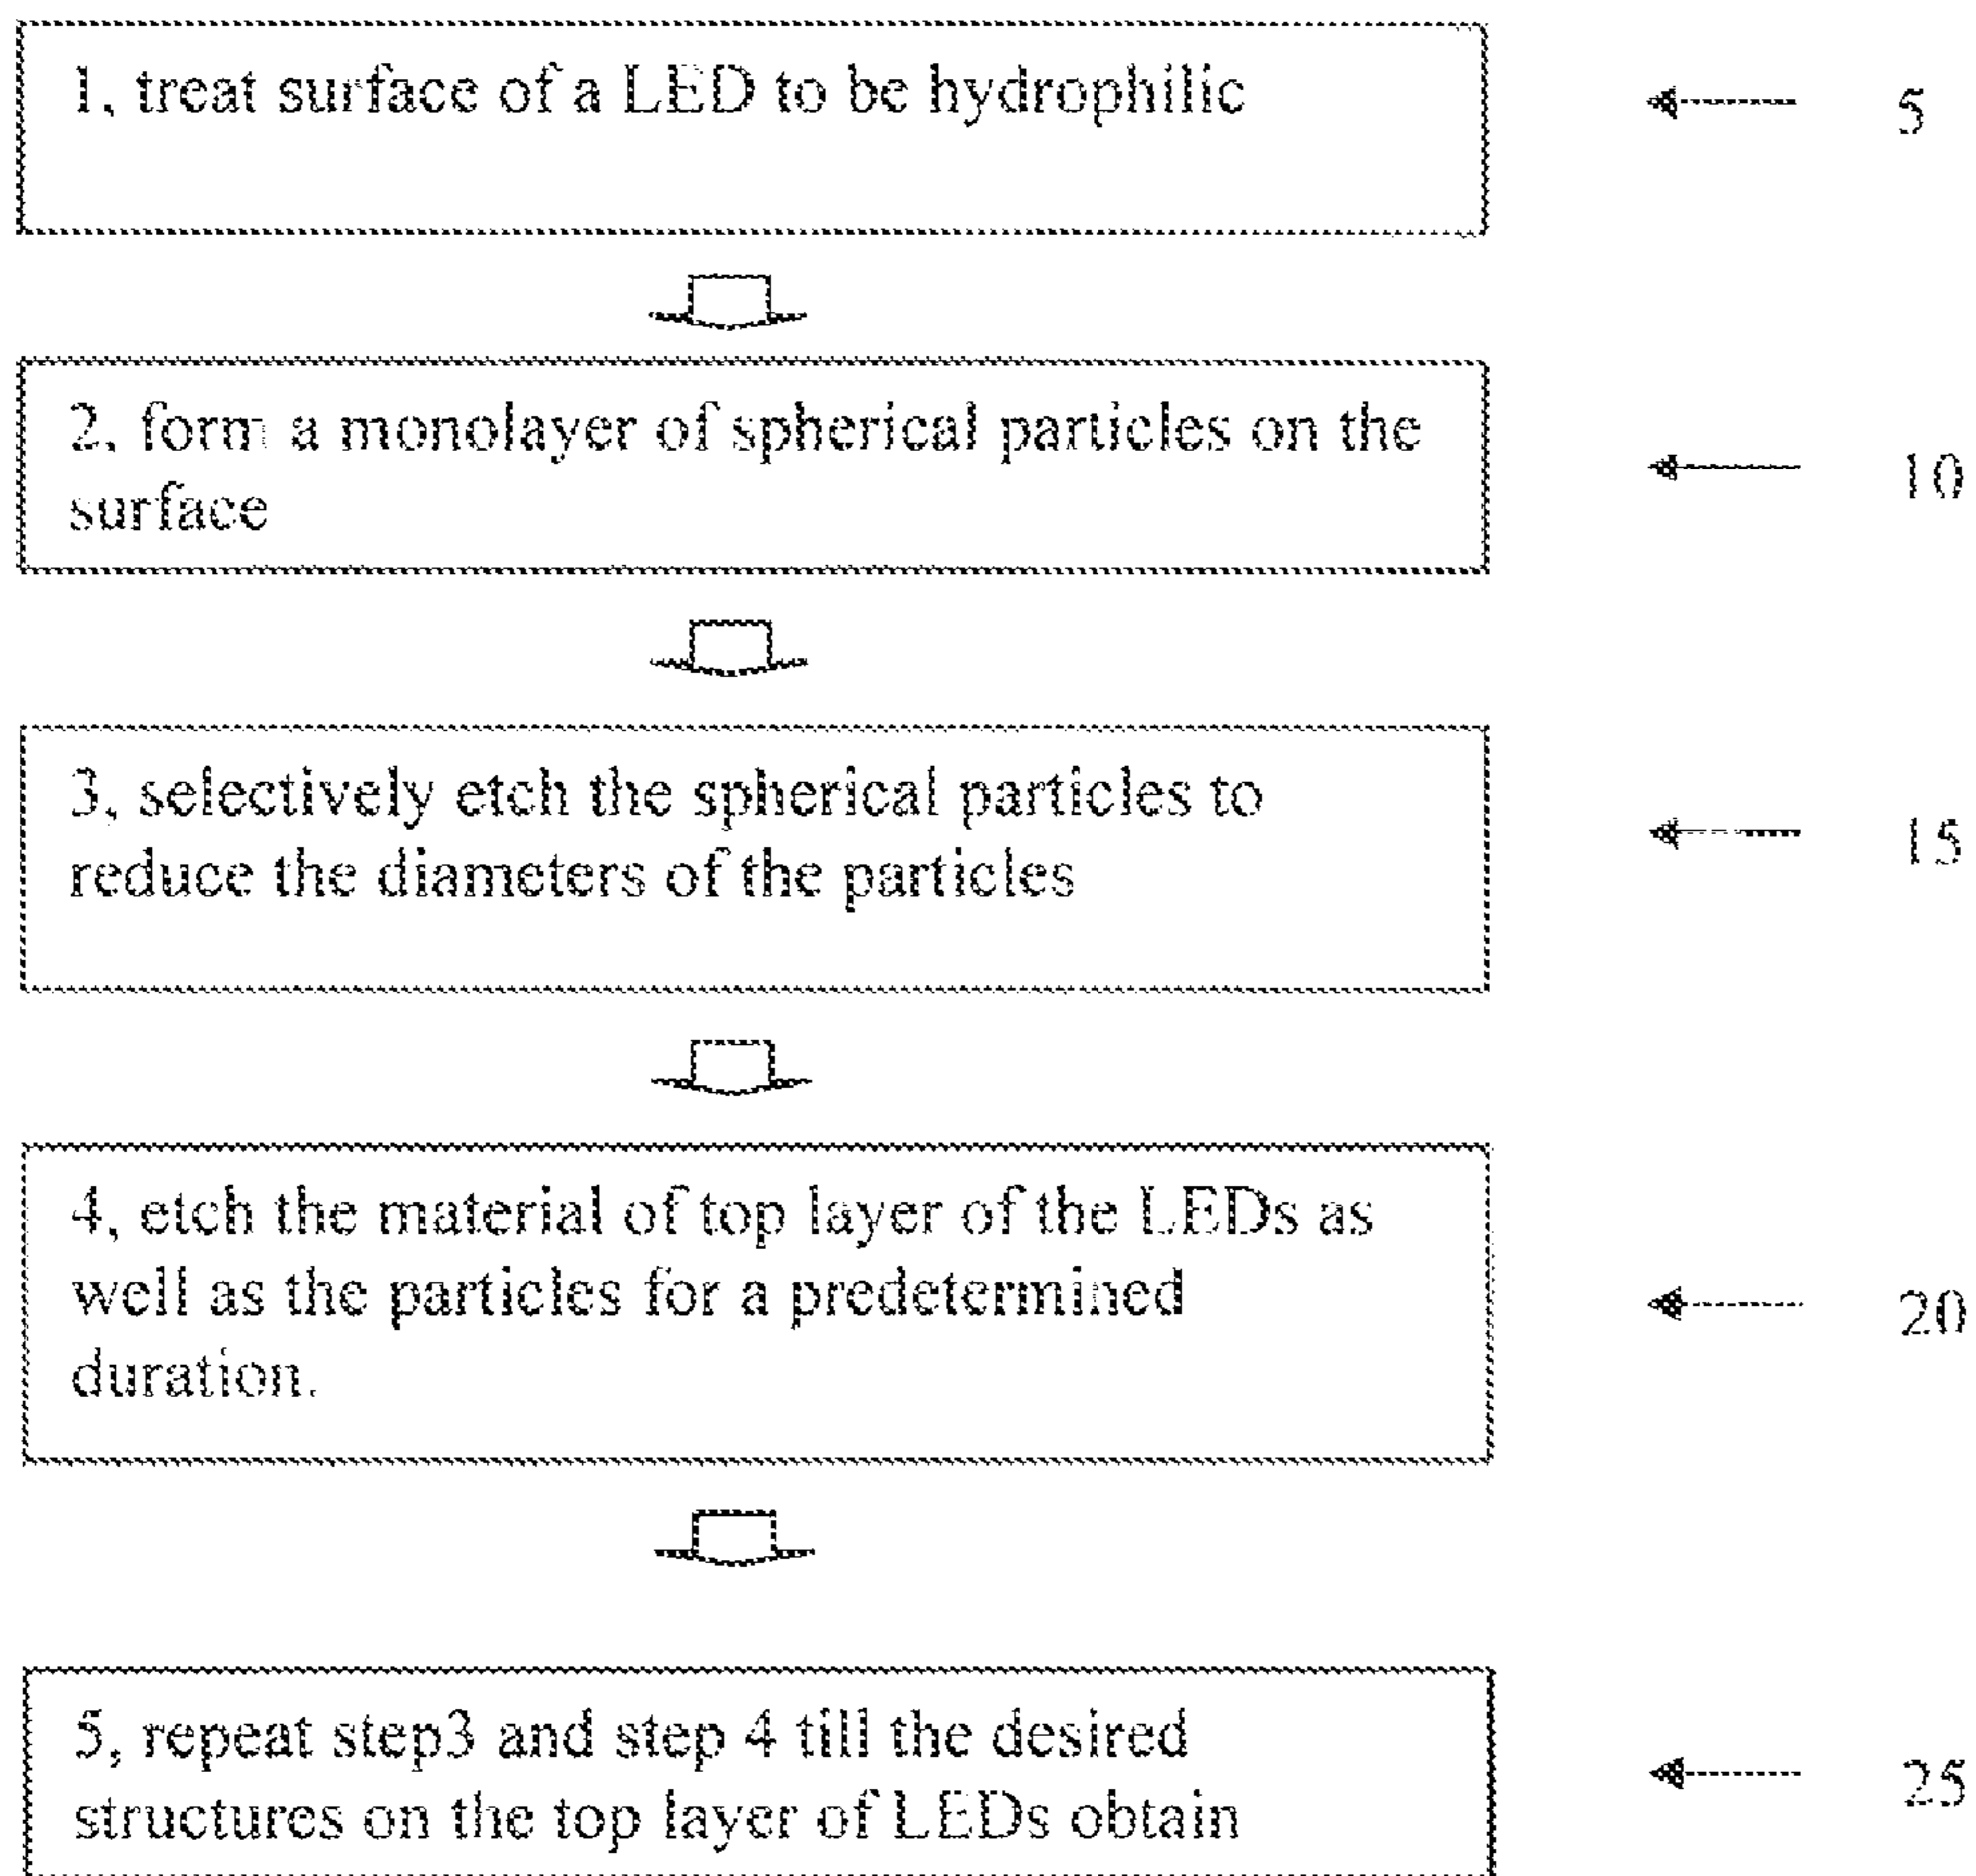 1, treat surface of a LED to be hydrophilic
5
2, form a monolayer of spherical particles on the
surface
10
3, selectively etch the spherical particles to
reduce the diameters of the particles
15
4, etch the material of top layer of the LEDs as
well as the particles for a predetermined
duration.
20
5, repeat step3 and step 4 till the desired
structures on the top layer of LEDs obtain
25